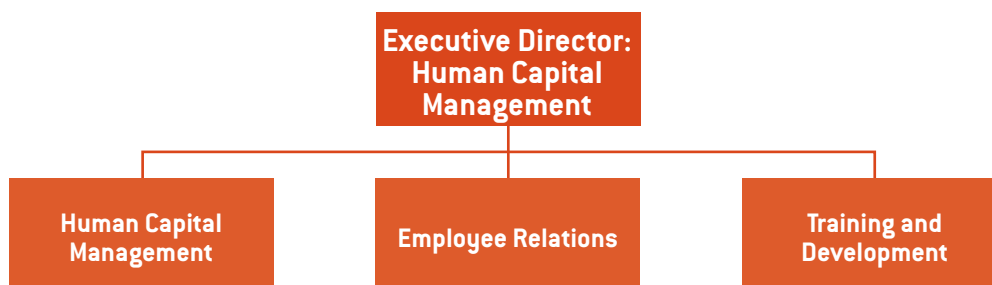 Executive Director:
Human Capital
Management
Human Capital
Management
Employee Relations
Training and
Development